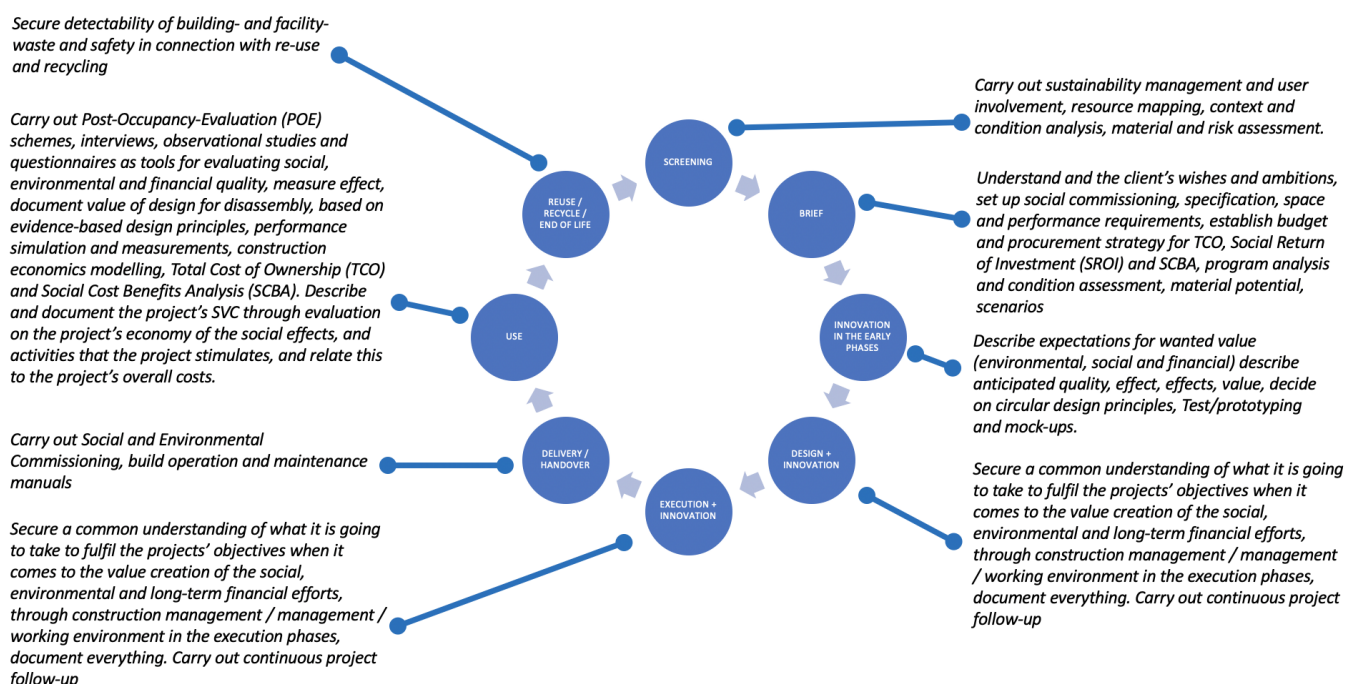 Secure detectability of building- and facility-
waste and safety in connection with re-use
and recycling
Carry out Post-Occupancy-Evaluation (POE)
schemes, interviews, observational studies and
questionnaires as tools for evaluating social,
environmental and financial quality, measure effect,
document value of design for disassembly, based on
evidence-based design principles, performance
simulation and measurements, construction
economics modelling, Total Cost of Ownership (TCO)
and Social Cost Benefits Analysis (SCBA). Describe
and document the project's SVC through evaluation
on the project's economy of the social effects, and
activities that the project stimulates, and relate this
to the project's overall costs.
Carry out Social and Environmental
Commissioning, build operation and maintenance
manuals
Secure a common understanding of what it is going
to take to fulfil the projects' objectives when it
comes to the value creation of the social,
environmental and long-term financial efforts,
through construction management / management /
working environment in the execution phases,
document everything. Carry out continuous project
follow-up
SCREENING
BRIEF
INNOVATION
IN THE EARLY
PHASES
DESIGN +
INNOVATION
EXECUTION +
INNOVATION
DELIVERY /
HANDOVER
USE
REUSE /
RECYCLE /
END OF LIFE
Carry out sustainability management and user
involvement, resource mapping, context and
condition analysis, material and risk assessment.
Understand and the client's wishes and ambitions,
set up social commissioning, specification, space
and performance requirements, establish budget
and procurement strategy for TCO, Social Return
of Investment (SROI) and SCBA, program analysis
and condition assessment, material potential,
scenarios
Describe expectations for wanted value
(environmental, social and financial) describe
anticipated quality, effect, effects, value, decide
on circular design principles, Test/prototyping
and mock-ups.
Secure a common understanding of what it is going
to take to fulfil the projects' objectives when it
comes to the value creation of the social,
environmental and long-term financial efforts,
through construction management / management
/ working environment in the execution phases,
document everything. Carry out continuous project
follow-up